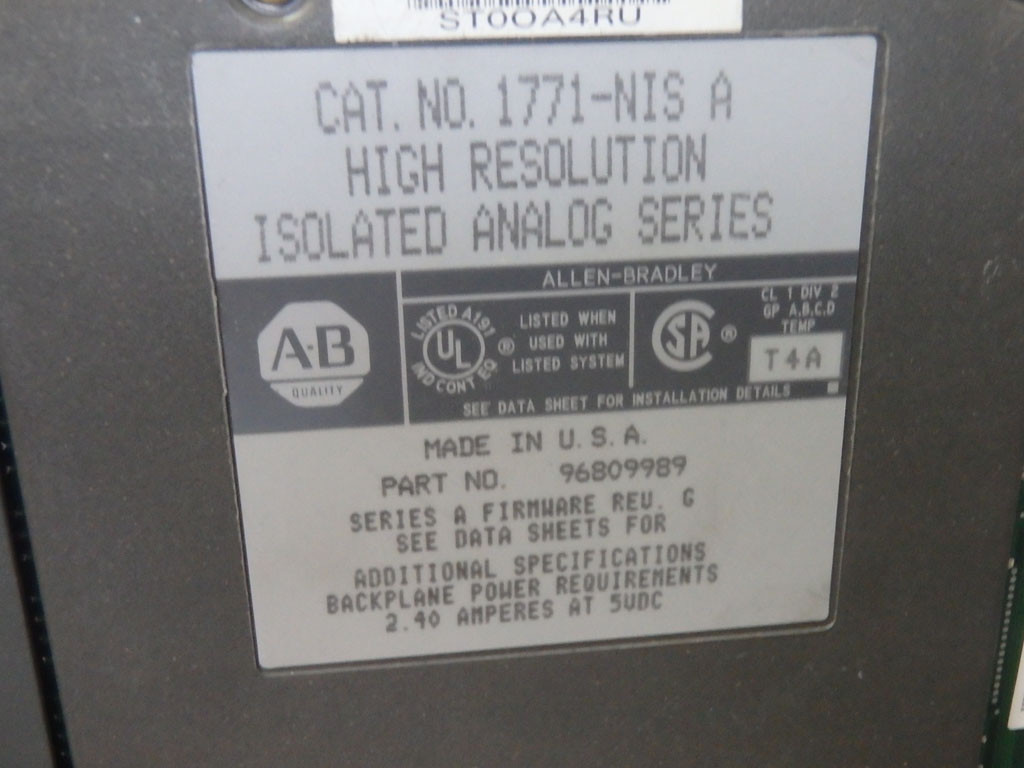 ST00A4RU
CAT. NO. 1771-NIS A
HIGH RESOLUTION
ISOLATED ANALOG SERIES
ALLEN-BRADLEY
A-B
QUALITY
LISTED A191
UL
IND CONT EQ
®
LISTED WHEN
USED WITH
LISTED SYSTEM
SA
®
CL 1 DIV 2
GP A,B,C,D
TEMP
T4A
SEE DATA SHEET FOR INSTALLATION DETAILS
MADE IN U.S.A.
PART NO. 96809989
SERIES A FIRMWARE REV. G
SEE DATA SHEETS FOR
ADDITIONAL SPECIFICATIONS
BACKPLANE POWER REQUIREMENTS
2.40 AMPERES AT 5VDC